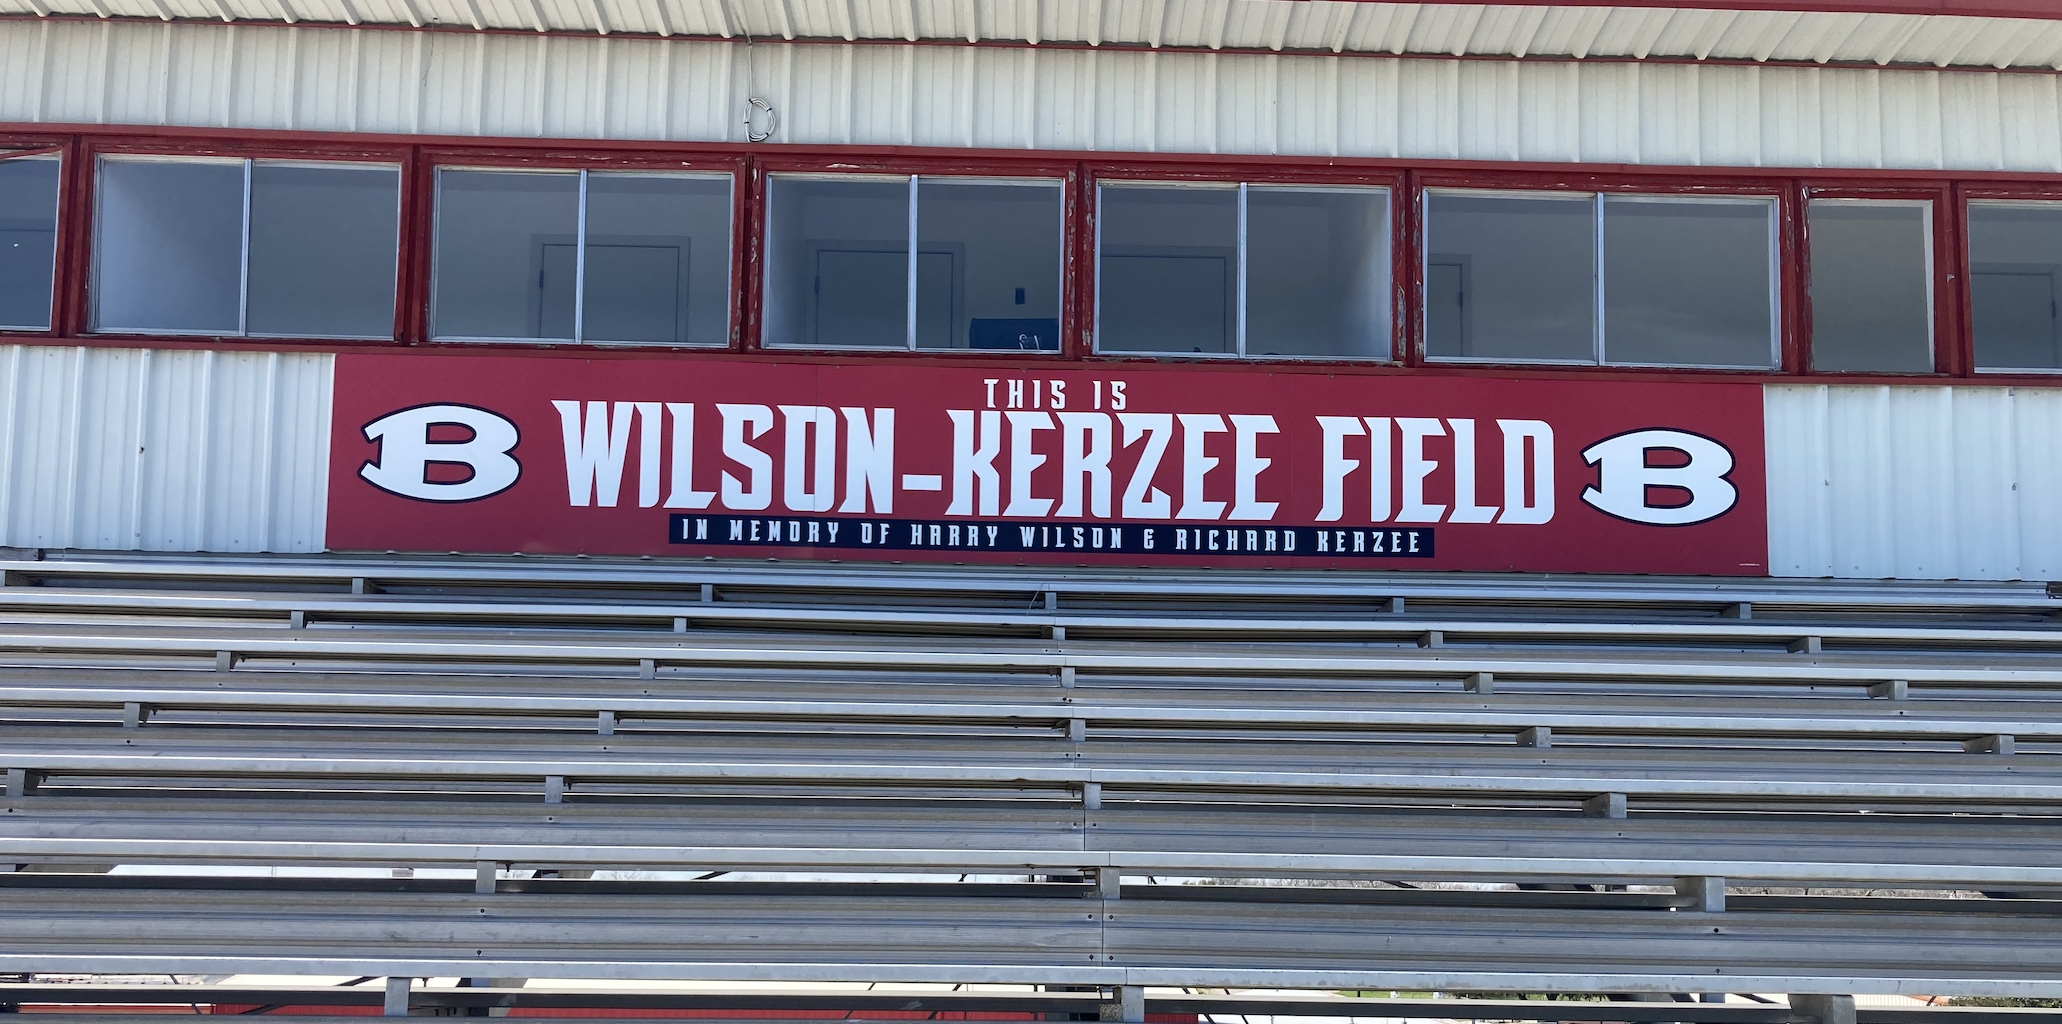 THIS IS
B WILSON-KERZEE FIELD B
IN MEMORY OF HARRY WILSON & RICHARD KERZEE